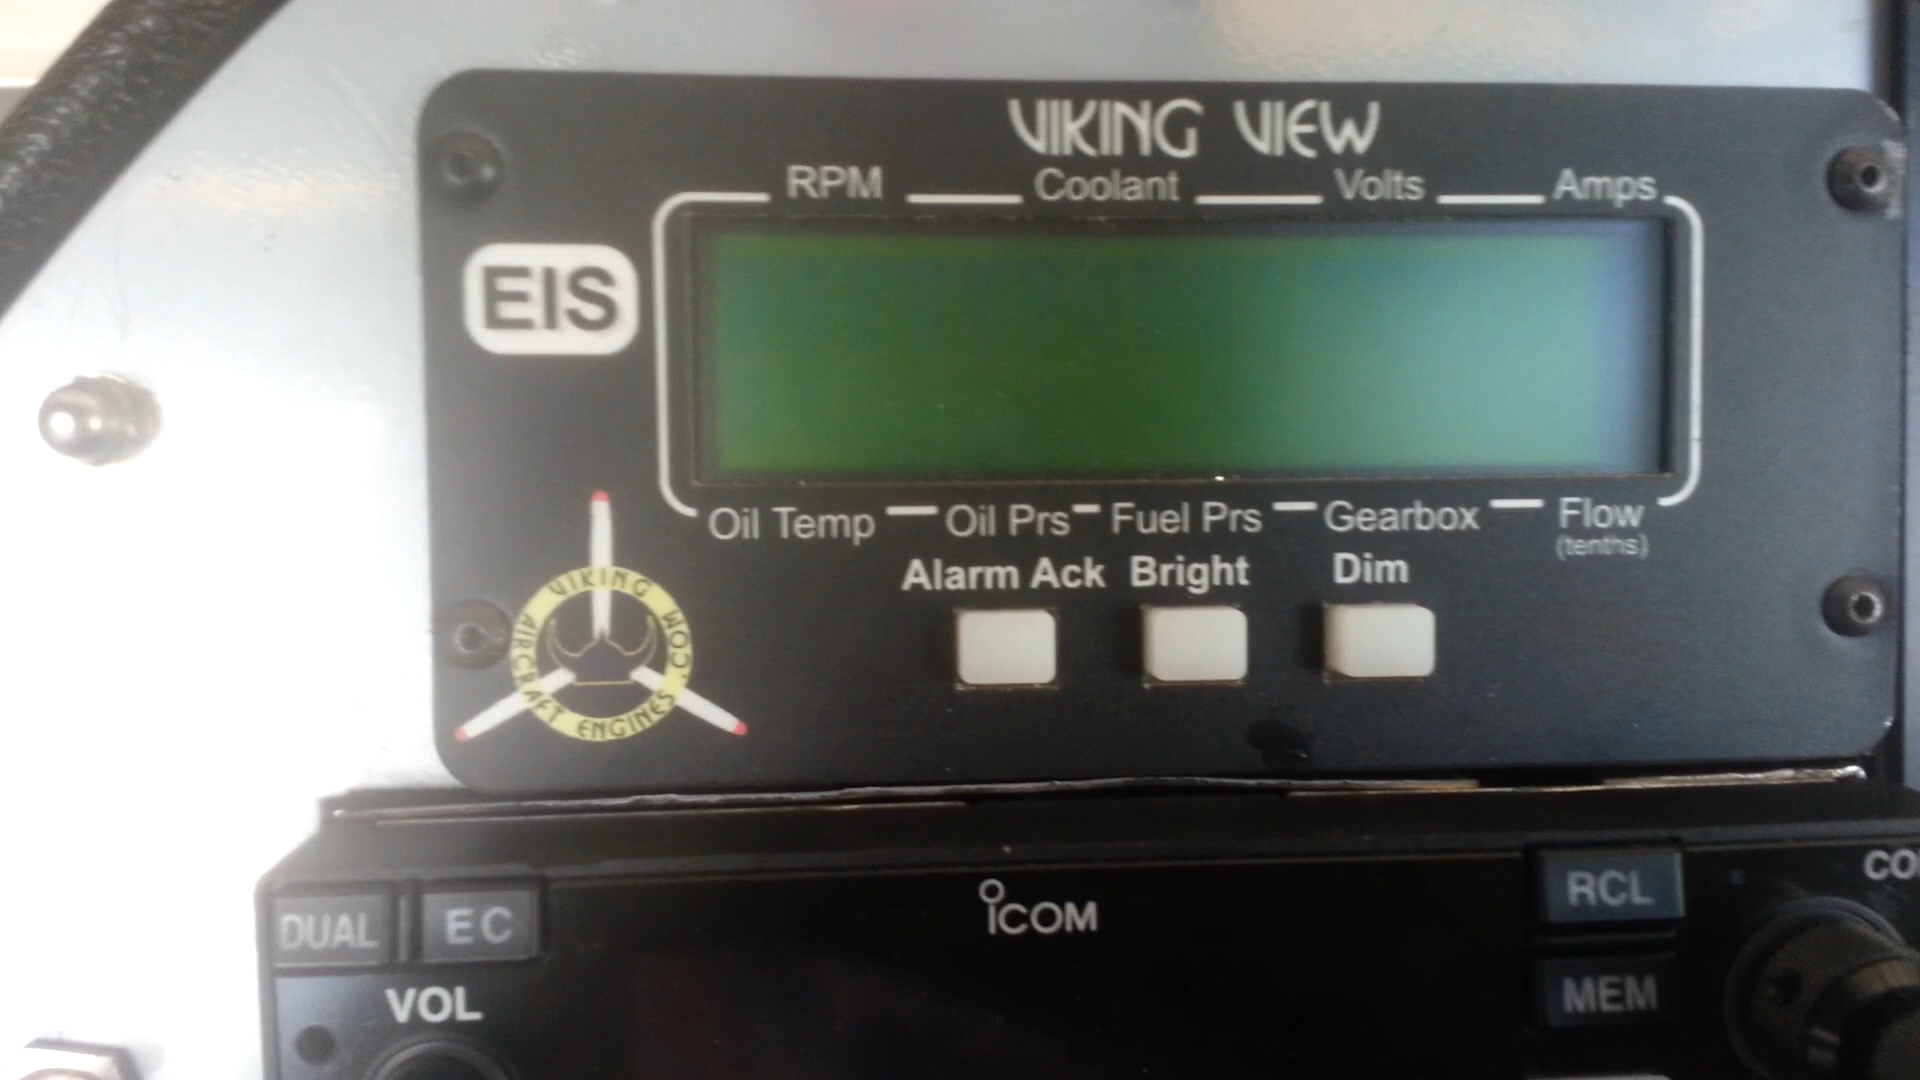 VIKING VIEW
RPM Coolant Volts Amps
EIS
Oil Temp Oil Prs Fuel Prs Gearbox Flow
(tenths)
Alarm Ack Bright Dim
VIKING AIRCRAFT ENGINES.COM
ICOM
DUAL EC
RCL
VOL
MEM